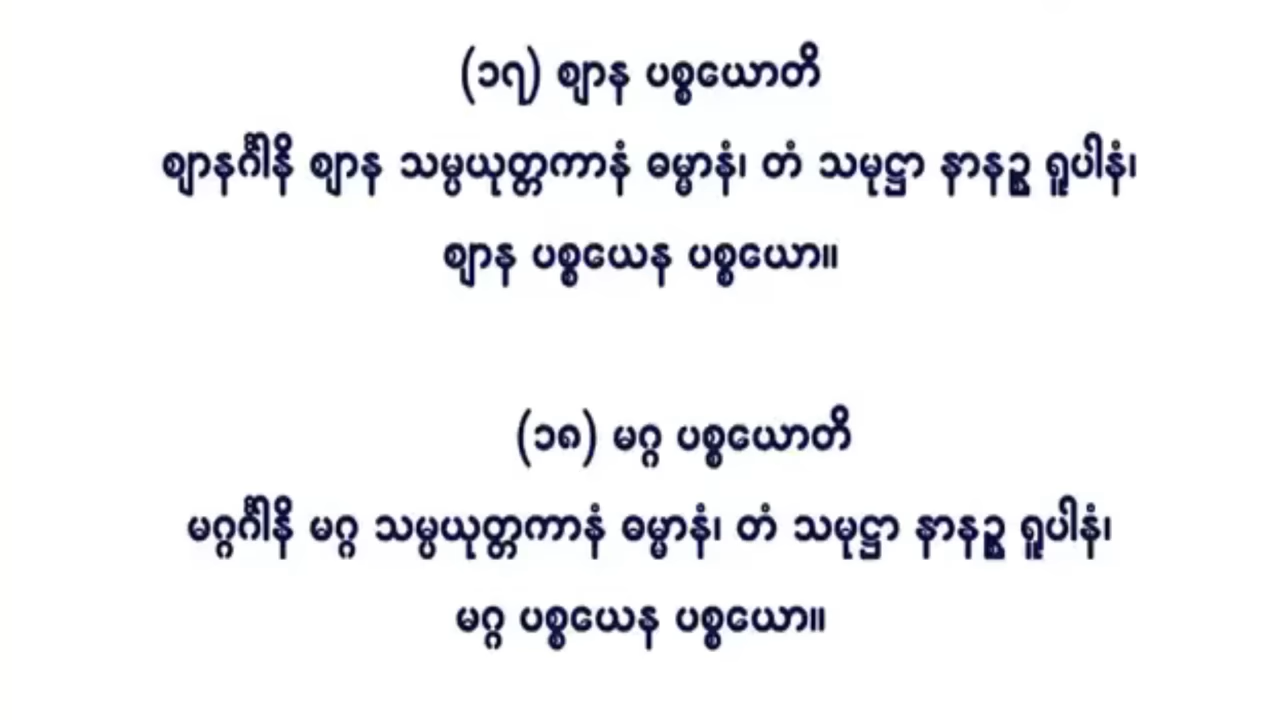 (၁၇) ဈာန ပစ္စယောတိ
ဈာနင်္ဂါနိ ဈာန သမ္ပယုတ္တကာနံ ဓမ္မာနံ၊ တံ သမုဋ္ဌာ နာနဉ္စ ရူပါနံ၊
ဈာန ပစ္စယေန ပစ္စယော။
(၁၈) မဂ္ဂ ပစ္စယောတိ
မဂ္ဂင်္ဂါနိ မဂ္ဂ သမ္ပယုတ္တကာနံ ဓမ္မာနံ၊ တံ သမုဋ္ဌာ နာနဉ္စ ရူပါနံ၊
မဂ္ဂ ပစ္စယေန ပစ္စယော။